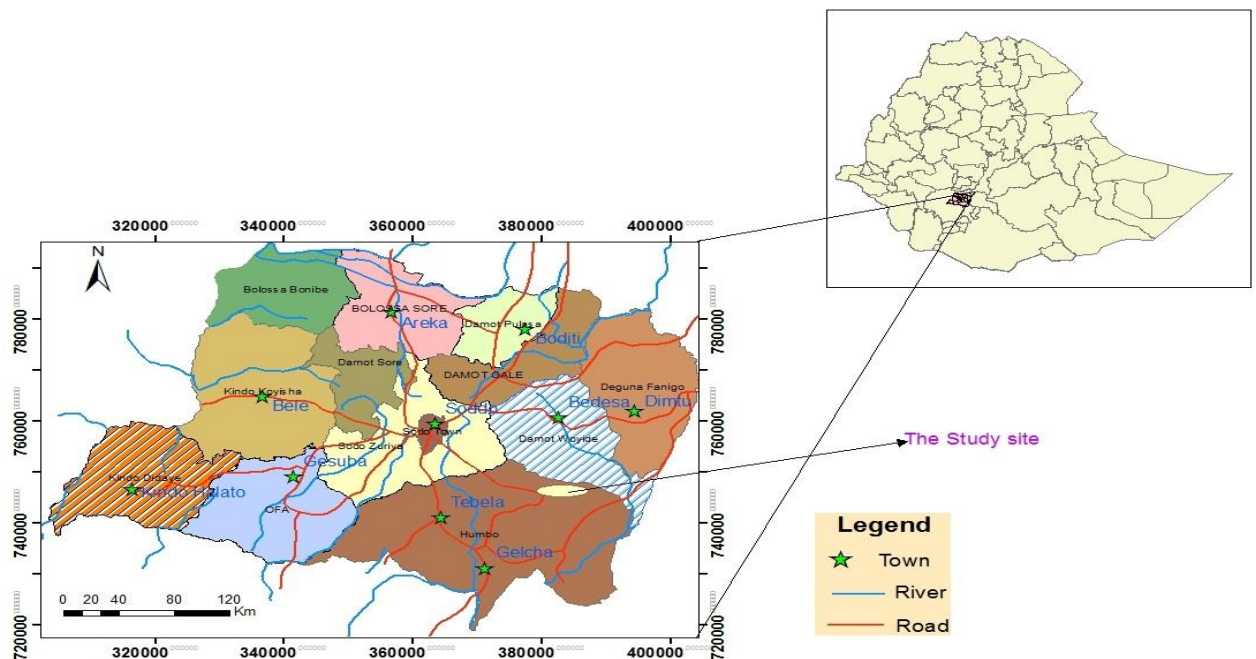 320000 340000 360000 380000 400000
N
780000
760000
740000
720000
Bolossa Bonibe
BOLOSSA SORE
Areka
Damot Pulasa
Boditi
Damot Sore
DAMOT GALE
Deguna Fanigo
Kindo Koyisha
Bele
Soddo
Sodo Town
Bedesa
Dimtu
Sodo Zuriya
Damot Woyide
Gesuba
Kindo Didaye
Kindo Halato
OFA
Tebela
Humbo
Gelcha
780000
760000
740000
720000
0 20 40 80 120
Km
320000 340000 360000 380000 400000
The Study site
Legend
Town
River
Road